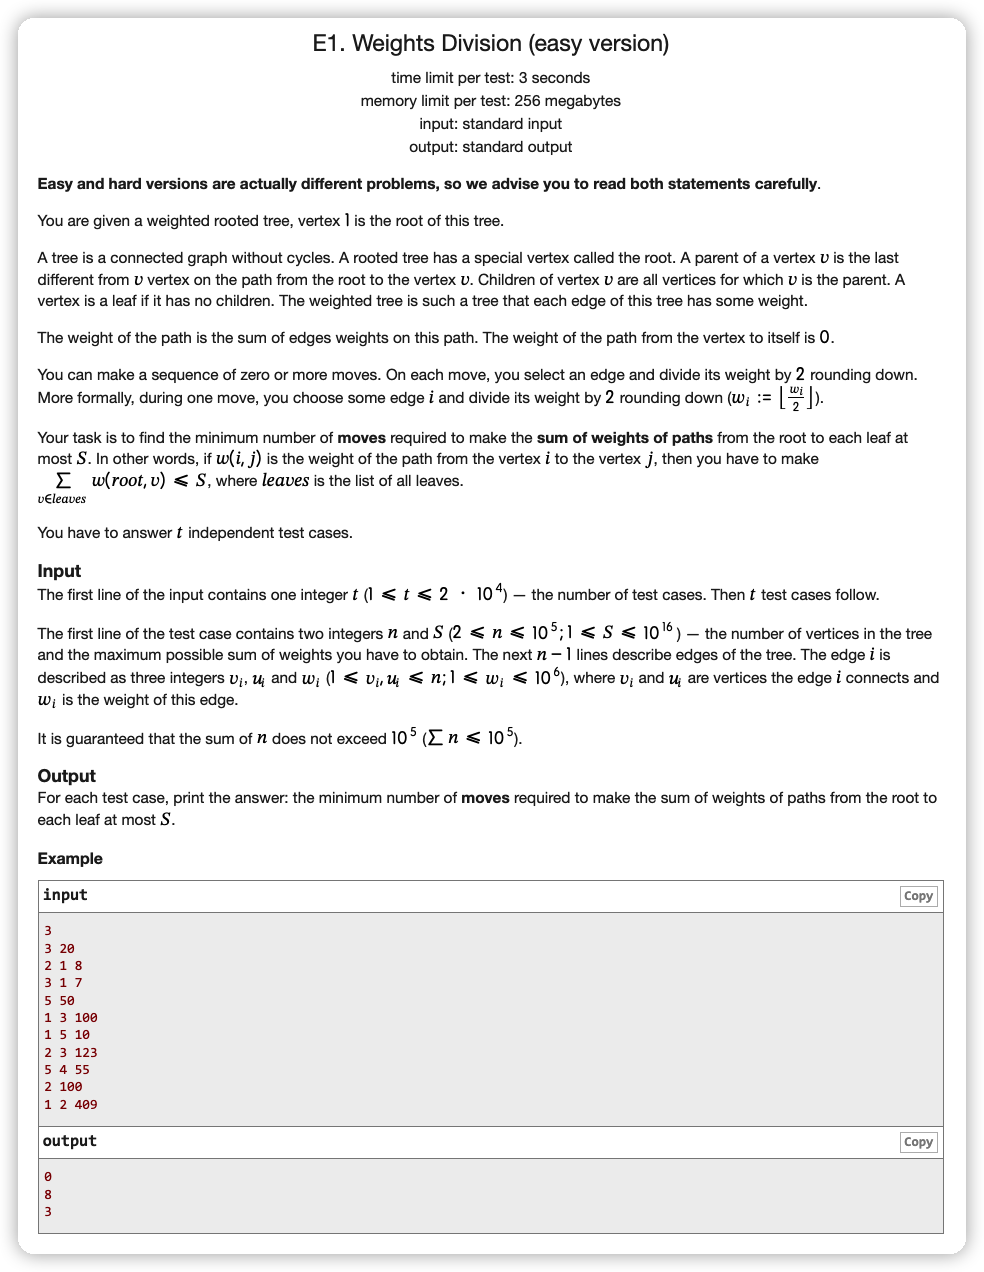 E1. Weights Division (easy version)
time limit per test: 3 seconds
memory limit per test: 256 megabytes
input: standard input
output: standard output
Easy and hard versions are actually different problems, so we advise you to read both statements carefully.
You are given a weighted rooted tree, vertex 1 is the root of this tree.
A tree is a connected graph without cycles. A rooted tree has a special vertex called the root. A parent of a vertex v is the last
different from v vertex on the path from the root to the vertex v. Children of vertex v are all vertices for which v is the parent. A
vertex is a leaf if it has no children. The weighted tree is such a tree that each edge of this tree has some weight.
The weight of the path is the sum of edges weights on this path. The weight of the path from the vertex to itself is 0.
You can make a sequence of zero or more moves. On each move, you select an edge and divide its weight by 2 rounding down.
More formally, during one move, you choose some edge i and divide its weight by 2 rounding down (w_i := ⌊w_i/2⌋).
Your task is to find the minimum number of moves required to make the sum of weights of paths from the root to each leaf at
most S. In other words, if w(i, j) is the weight of the path from the vertex i to the vertex j, then you have to make
∑_{v∈leaves} w(root, v) ⩽ S, where leaves is the list of all leaves.
You have to answer t independent test cases.
Input
The first line of the input contains one integer t (1 ⩽ t ⩽ 2 · 10^4) — the number of test cases. Then t test cases follow.
The first line of the test case contains two integers n and S (2 ⩽ n ⩽ 10^5; 1 ⩽ S ⩽ 10^16) — the number of vertices in the tree
and the maximum possible sum of weights you have to obtain. The next n − 1 lines describe edges of the tree. The edge i is
described as three integers v_i, u_i and w_i (1 ⩽ v_i, u_i ⩽ n; 1 ⩽ w_i ⩽ 10^6), where v_i and u_i are vertices the edge i connects and
w_i is the weight of this edge.
It is guaranteed that the sum of n does not exceed 10^5 (∑ n ⩽ 10^5).
Output
For each test case, print the answer: the minimum number of moves required to make the sum of weights of paths from the root to
each leaf at most S.
Example
input Copy
3
3 20
2 1 8
3 1 7
5 50
1 3 100
1 5 10
2 3 123
5 4 55
2 100
1 2 409
output Copy
0
8
3